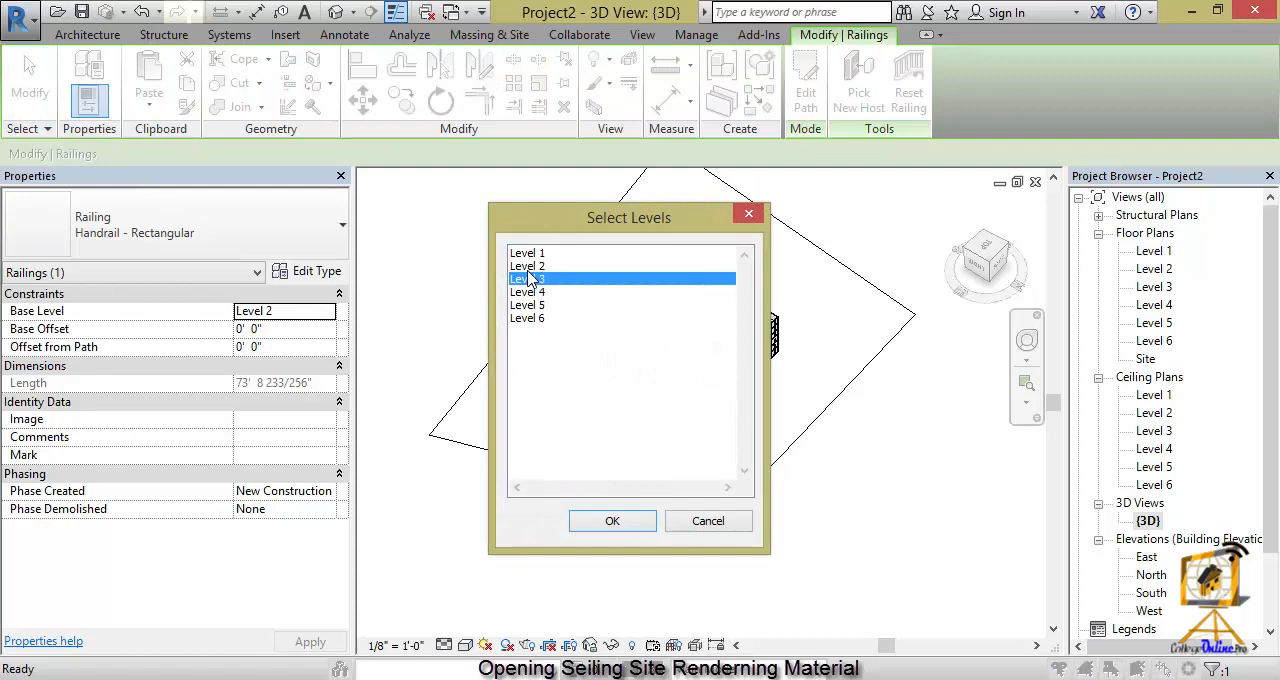 Project2 - 3D View: {3D}
Type a keyword or phrase
Sign In
Architecture Structure Systems Insert Annotate Analyze Massing & Site Collaborate View Manage Add-Ins Modify | Railings
Modify
Paste
Cope
Cut
Join
Edit Path
Pick New Host
Reset Railing
Select Properties Clipboard Geometry Modify View Measure Create Mode Tools
Modify | Railings
Properties
Railing
Handrail - Rectangular
Railings (1) Edit Type
Constraints
Base Level Level 2
Base Offset 0' 0"
Offset from Path 0' 0"
Dimensions
Length 73' 8 233/256"
Identity Data
Image
Comments
Mark
Phasing
Phase Created New Construction
Phase Demolished None
Properties help Apply
Select Levels
Level 1
Level 2
Level 3
Level 4
Level 5
Level 6
OK Cancel
Project Browser - Project2
Views (all)
Structural Plans
Floor Plans
Level 1
Level 2
Level 3
Level 4
Level 5
Level 6
Site
Ceiling Plans
Level 1
Level 2
Level 3
Level 4
Level 5
Level 6
3D Views
{3D}
Elevations (Building Elevatic
East
North
South
West
Legends
CollegeOnline.Pro
1/8" = 1'-0"
Ready
:1
Opening Seiling Site Rendering Material